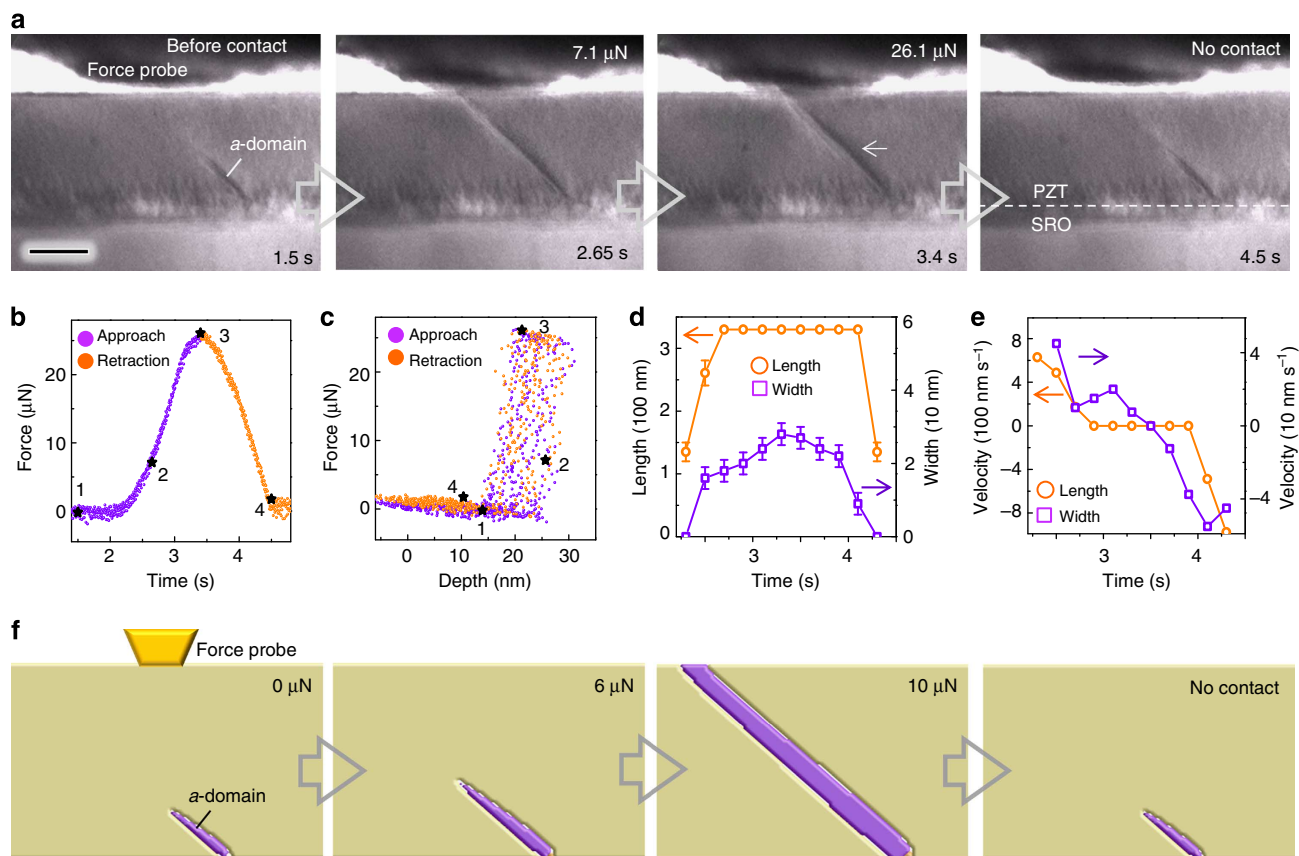 a
Before contact
Force probe
a-domain
1.5 s
7.1 μN
2.65 s
26.1 μN
3.4 s
No contact
PZT
SRO
4.5 s
b
Approach
Retraction
1
2
3
4
20
10
0
Force (μN)
2 3 4
Time (s)
c
Approach
Retraction
1
2
3
4
20
10
0
Force (μN)
0 10 20 30
Depth (nm)
d
Length
Width
3
2
1
0
Length (100 nm)
6
4
2
0
Width (10 nm)
3 4
Time (s)
e
Length
Width
8
4
0
−4
−8
Velocity (100 nm s⁻¹)
4
0
−4
Velocity (10 nm s⁻¹)
3 4
Time (s)
f
Force probe
0 μN
a-domain
6 μN
10 μN
No contact